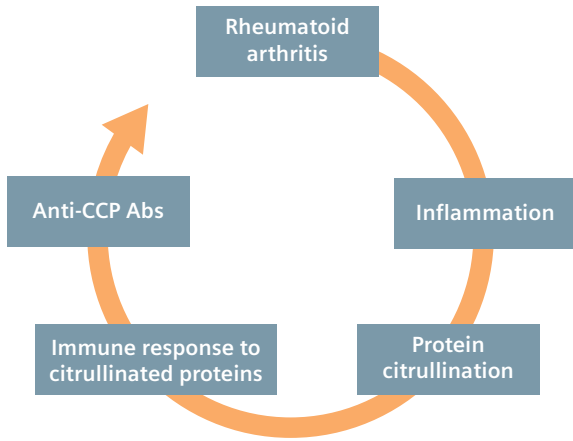 Rheumatoid
arthritis
Inflammation
Protein
citrullination
Immune response to
citrullinated proteins
Anti-CCP Abs